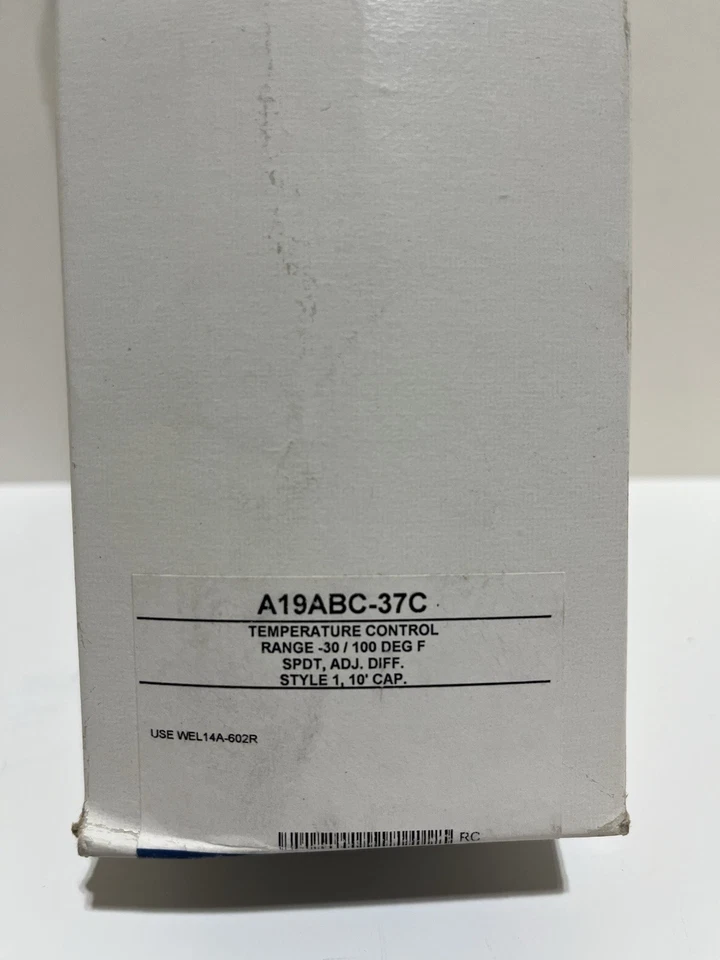 A19ABC-37C
TEMPERATURE CONTROL
RANGE -30 / 100 DEG F
SPDT, ADJ. DIFF.
STYLE 1, 10' CAP.
USE WEL14A-602R
RC